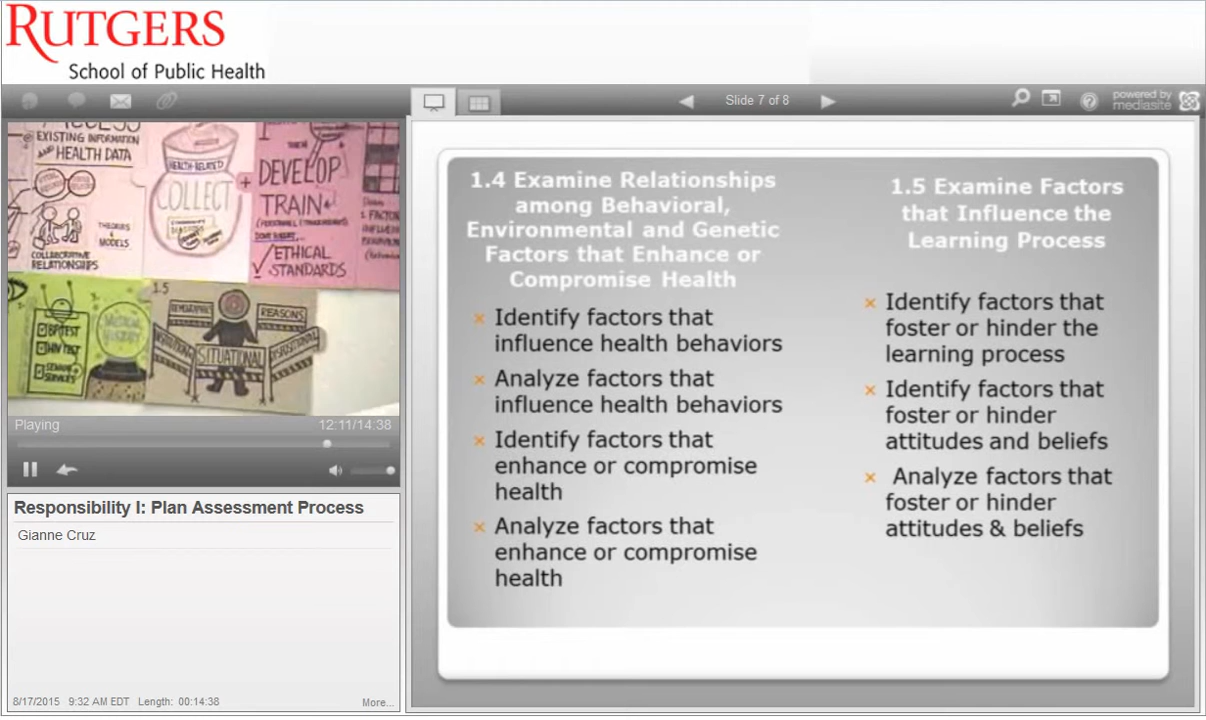 RUTGERS
School of Public Health
Slide 7 of 8
powered by
mediasite
EXISTING INFORMATION
AND HEALTH DATA
THEORIES
&
MODELS
COLLABORATIVE
RELATIONSHIPS
HEALTH-RELATED
COLLECT
+
DEVELOP
TRAIN
ETHICAL
STANDARDS
1.5
DEMOGRAPHIC
REASONS
SITUATIONAL
Playing
12:11/14:38
Responsibility I: Plan Assessment Process
Gianne Cruz
8/17/2015 9:32 AM EDT Length: 00:14:38
More...
1.4 Examine Relationships
among Behavioral,
Environmental and Genetic
Factors that Enhance or
Compromise Health
× Identify factors that
influence health behaviors
× Analyze factors that
influence health behaviors
× Identify factors that
enhance or compromise
health
× Analyze factors that
enhance or compromise
health
1.5 Examine Factors
that Influence the
Learning Process
× Identify factors that
foster or hinder the
learning process
× Identify factors that
foster or hinder
attitudes and beliefs
× Analyze factors that
foster or hinder
attitudes & beliefs